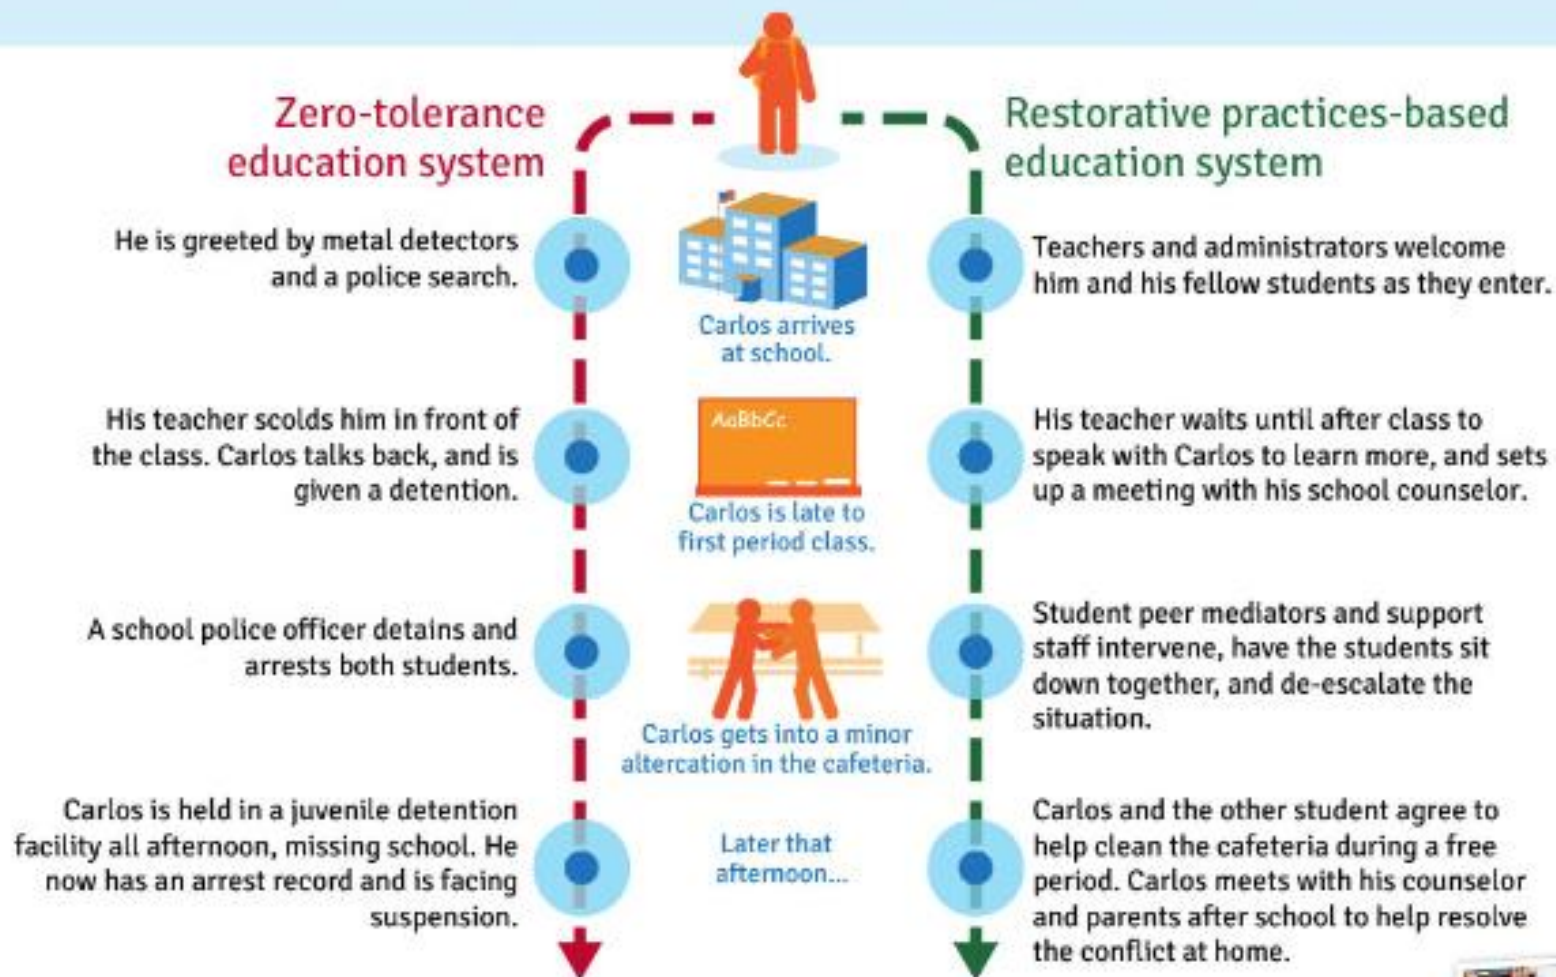 Zero-tolerance
education system
Restorative practices-based
education system
He is greeted by metal detectors
and a police search.
Carlos arrives
at school.
Teachers and administrators welcome
him and his fellow students as they enter.
His teacher scolds him in front of
the class. Carlos talks back, and is
given a detention.
AaBbCc
Carlos is late to
first period class.
His teacher waits until after class to
speak with Carlos to learn more, and sets
up a meeting with his school counselor.
A school police officer detains and
arrests both students.
Carlos gets into a minor
altercation in the cafeteria.
Student peer mediators and support
staff intervene, have the students sit
down together, and de-escalate the
situation.
Carlos is held in a juvenile detention
facility all afternoon, missing school. He
now has an arrest record and is facing
suspension.
Later that
afternoon...
Carlos and the other student agree to
help clean the cafeteria during a free
period. Carlos meets with his counselor
and parents after school to help resolve
the conflict at home.